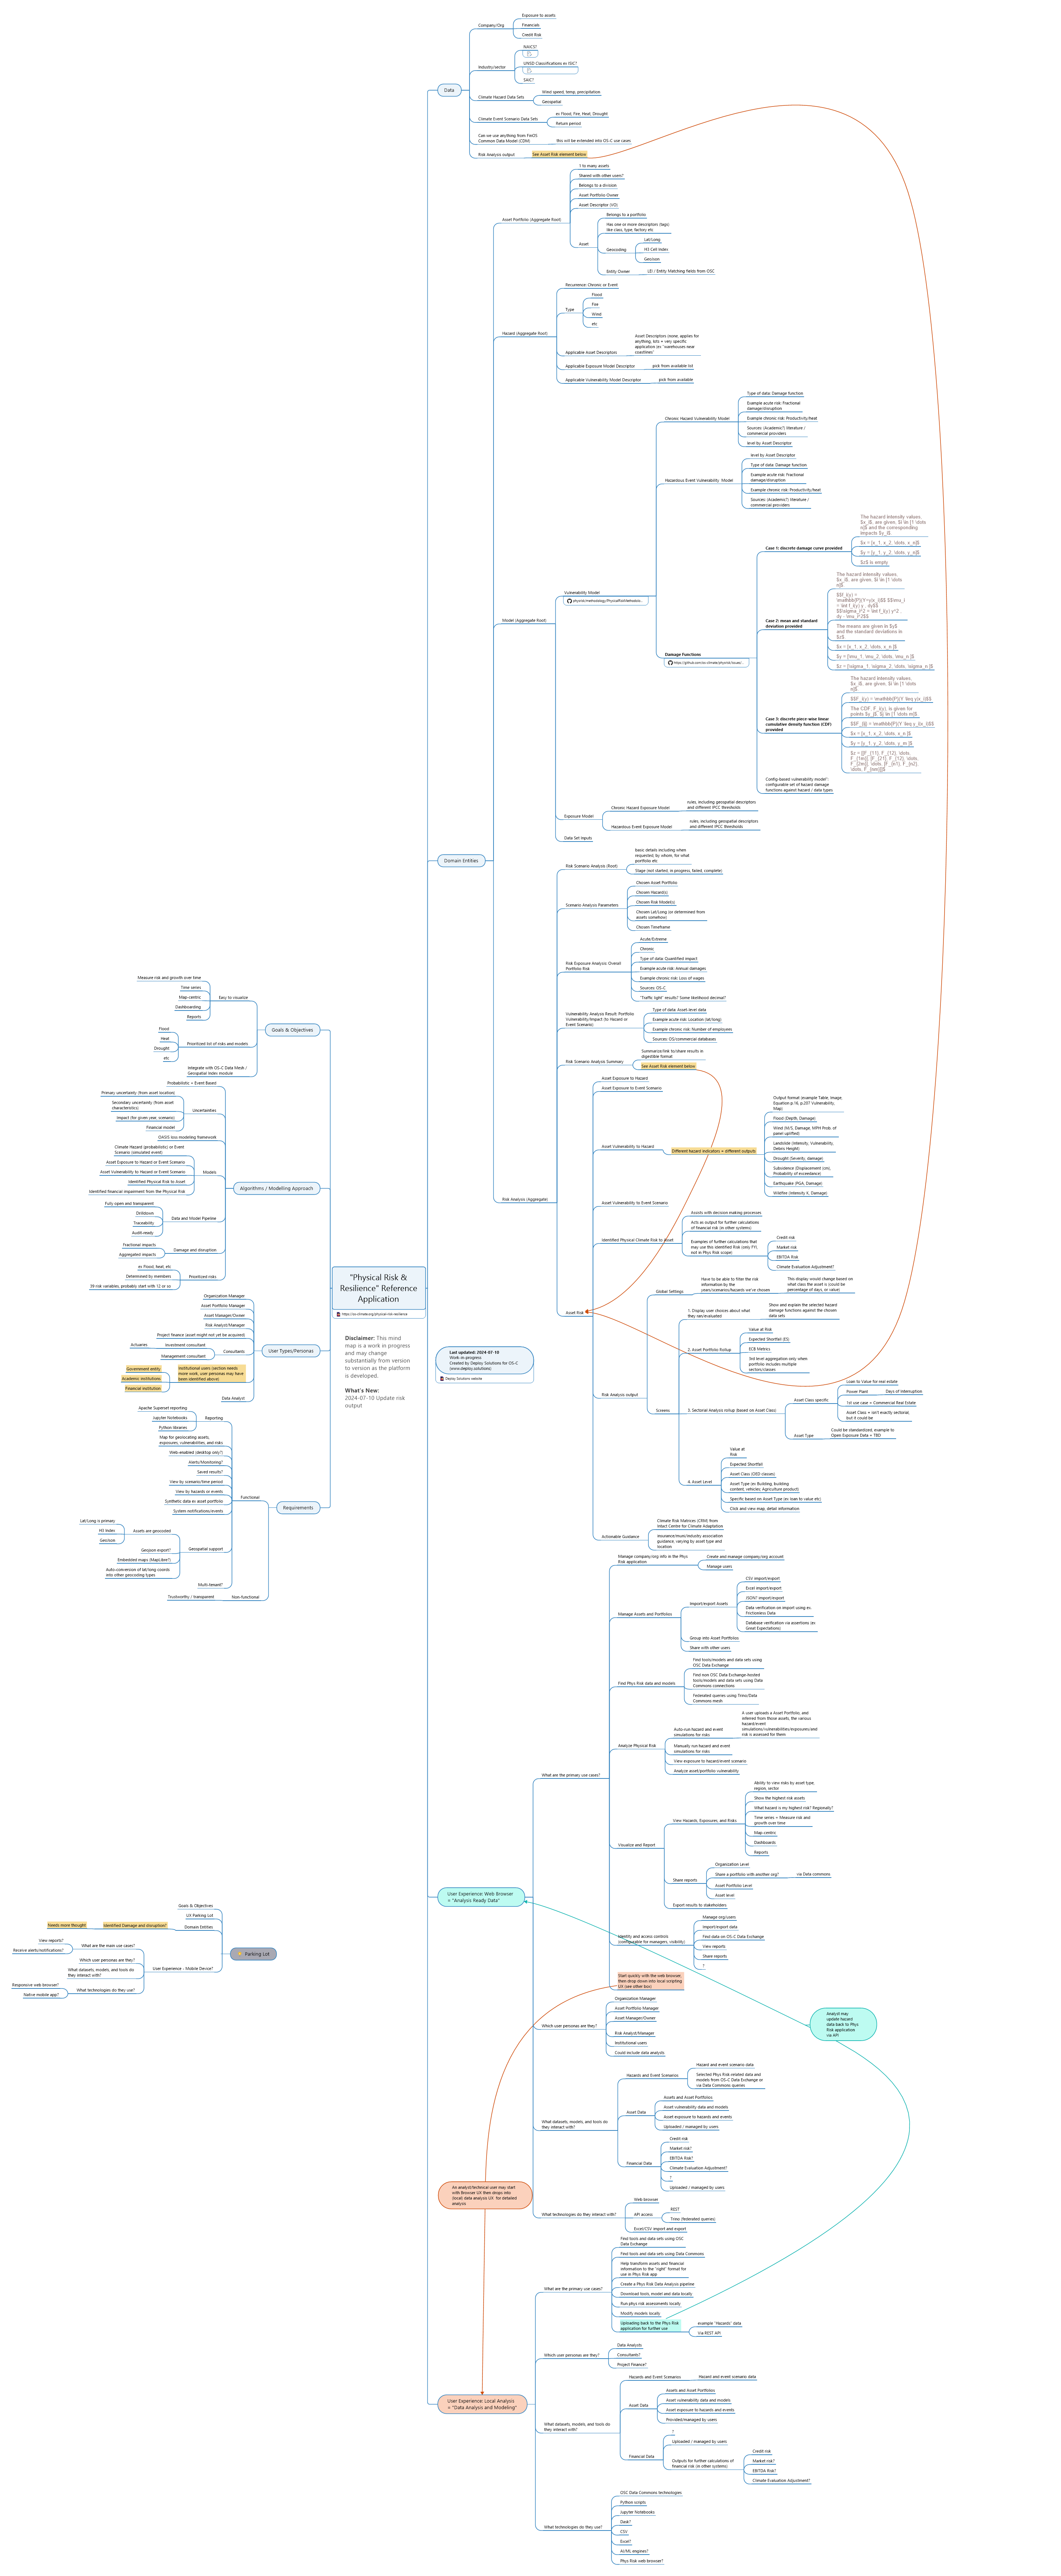 "Physical Risk &
Resilience" Reference
Application
https://os-climate.org/physical-risk-resilience
Disclaimer: This mind
map is a work in progress
and may change
substantially from version
to version as the platform
is developed.
What's New:
2024-07-10 Update risk
output
Last updated: 2024-07-10
Work-in-progress
Created by Deploy Solutions for OS-C
(www.deploy.solutions)
Deploy Solutions website
Data
Company/Org
Exposure to assets
Financials
Credit Risk
Industry/sector
NAICS?
UNSD Classifications ex ISIC?
SAIC?
Climate Hazard Data Sets
Wind speed, temp, precipitation
Geospatial
Climate Event Scenario Data Sets
ex Flood, Fire, Heat, Drought
Return period
Can we use anything from FinOS
Common Data Model (CDM)
this will be extended into OS-C use cases
Risk Analysis output
See Asset Risk element below
Domain Entities
Asset Portfolio (Aggregate Root)
1 to many assets
Shared with other users?
Belongs to a division
Asset Portfolio Owner
Asset Descriptor (I/O)
Asset
Belongs to a portfolio
Has one or more descriptors (tags)
like class, type, factory etc
Geocoding
Lat/Long
H3 Cell Index
GeoJson
Entity Owner
LEI / Entity Matching fields from OSC
Hazard (Aggregate Root)
Recurrence: Chronic or Event
Type
Flood
Fire
Wind
etc
Applicable Asset Descriptors
Asset Descriptors (none: applies for
anything, lots = very specific
application (ex "warehouses near
coastlines"
Applicable Exposure Model Descriptor
pick from available list
Applicable Vulnerability Model Descriptor
pick from available
Model (Aggregate Root)
Vulnerability Model
physrisk/methodology/PhysicalRiskMethodolo...
Chronic Hazard Vulnerability Model
Type of data: Damage function
Example acute risk: Fractional
damage/disruption
Example chronic risk: Productivity/heat
Sources: (Academic?) literature /
commercial providers
level by Asset Descriptor
Hazardous Event Vulnerability Model
level by Asset Descriptor
Type of data: Damage function
Example acute risk: Fractional
damage/disruption
Example chronic risk: Productivity/heat
Sources: (Academic?) literature /
commercial providers
Damage Functions
https://github.com/os-climate/physrisk/issues/...
Case 1: discrete damage curve provided
The hazard intensity values,
$x_i$, are given, $i \in [1 \dots
n]$ and the corresponding
impacts $y_i$.
$x = [x_1, x_2, \dots, x_n]$
$y = [y_1, y_2, \dots, y_n]$
$z$ is empty
Case 2: mean and standard
deviation provided
The hazard intensity values,
$x_i$, are given, $i \in [1 \dots
n]$
The means are given in $y$
and the standard deviations in
$z$
$x = [x_1, x_2, \dots, x_n ]$
$y = [\mu_1, \mu_2, \dots, \mu_n ]$
$z = [\sigma_1, \sigma_2, \dots, \sigma_n ]$
Case 3: discrete piece-wise linear
cumulative density function (CDF)
provided
The hazard intensity values,
$x_i$, are given, $i \in [1 \dots
n]$
$$F_i(y) = \mathbb{P}(Y \leq y|x_i)$$
The CDF, F_i(y), is given for
points $y_j$, $j \in [1 \dots m]$
$x = [x_1, x_2, \dots, x_n ]$
$y = [y_1, y_2, \dots, y_m ]$
Config-based vulnerability model":
configurable set of hazard damage
functions against hazard / data types
Exposure Model
Chronic Hazard Exposure Model
rules, including geospatial descriptors
and different IPCC thresholds
Hazardous Event Exposure Model
rules, including geospatial descriptors
and different IPCC thresholds
Data Set Inputs
Risk Analysis (Aggregate)
Risk Scenario Analysis (Root)
basic details including when
requested, by whom, for what
portfolio etc
Stage (not started, in progress, failed, complete)
Scenario Analysis Parameters
Chosen Asset Portfolio
Chosen Hazard(s)
Chosen Risk Model(s)
Chosen Lat/Long (or determined from
assets somehow)
Chosen Timeframe
Risk Exposure Analysis: Overall
Portfolio Risk
Acute/Extreme
Chronic
Type of data: Quantified impact
Example acute risk: Annual damages
Example chronic risk: Loss of wages
Sources: OS-C
"Traffic light" results? Some likelihood decimal?
Vulnerability Analysis Result: Portfolio
Vulnerability/Impact (to Hazard or
Event Scenario)
Type of data: Asset-level data
Example acute risk: Location (lat/long)
Example chronic risk: Number of employees
Sources: OS/commercial databases
Risk Scenario Analysis Summary
Summarize/link to/share results in
digestible format
See Asset Risk element below
Asset Risk
Asset Exposure to Hazard
Asset Exposure to Event Scenario
Asset Vulnerability to Hazard
Different hazard indicators = different outputs
Output format (example Table, Image,
Equation p.16, p.207 Vulnerability,
Map)
Flood (Depth, Damage)
Wind (M/S, Damage, MPH Prob. of
panel uplifted)
Landslide (Intensity, Vulnerability,
Debris Height)
Drought (Severity, damage)
Subsidence (Displacement (cm),
Probability of exceedance)
Earthquake (PGA, Damage)
Wildfire (Intensity K, Damage)
Asset Vulnerability to Event Scenario
Identified Physical Climate Risk to Asset
Assists with decision making processes
Acts as output for further calculations
of financial risk (in other systems)
Examples of further calculations that
may use this identified Risk (only FYI,
not in Phys Risk scope)
Credit risk
Market risk
EBITDA Risk
Climate Evaluation Adjustment?
Risk Analysis output
Global Settings
Have to be able to filter the risk
information by the
years/scenarios/hazards we've chosen
This display would change based on
what class the asset is (could be
percentage of days, or value)
Screens
1. Display user choices about what
they ran/evaluated
Show and explain the selected hazard
damage functions against the chosen
data sets
2. Asset Portfolio Rollup
Value at Risk
Expected Shortfall (ES)
ECB Metrics
3rd level aggregation only when
portfolio includes multiple
sectors/classes
3. Sectorial Analysis rollup (based on Asset Class)
Asset Class specific
Loan to Value for real estate
Power Plant
Days of Interruption
1st use case = Commercial Real Estate
Asset Class = isn't exactly sectorial,
but it could be
Asset Type
Could be standardized, example to
Open Exposure Data + TBD
4. Asset Level
Value at
Risk
Expected Shortfall
Asset Class (OED classes)
Asset Type (ex Building, building
content, vehicles; Agriculture product)
Specific based on Asset Type (ex loan to value etc)
Click and view map, detail information
Actionable Guidance
Climate Risk Matrices (CRM) from
Intact Centre for Climate Adaptation
Insurance/muni/industry association
guidance, varying by asset type and
location
Goals & Objectives
Easy to visualize
Measure risk and growth over time
Time series
Map-centric
Dashboarding
Reports
Prioritized list of risks and models
Flood
Heat
Drought
etc
Integrate with OS-C Data Mesh /
Geospatial Index module
Algorithms / Modelling Approach
Probabilistic + Event Based
Uncertainties
Primary uncertainty (from asset location)
Secondary uncertainty (from asset
characteristics)
Impact (for given year, scenario)
Financial model
OASIS loss modeling framework
Models
Climate Hazard (probabilistic) or Event
Scenario (simulated event)
Asset Exposure to Hazard or Event Scenario
Asset Vulnerability to Hazard or Event Scenario
Identified Physical Risk to Asset
Identified financial impairment from the Physical Risk
Data and Model Pipeline
Fully open and transparent
Drilldown
Traceability
Audit-ready
Damage and disruption
Fractional impacts
Aggregated impacts
Prioritized risks
ex Flood, heat, etc
Determined by members
39 risk variables, probably start with 12 or so
User Types/Personas
Organization Manager
Asset Portfolio Manager
Asset Manager/Owner
Risk Analyst/Manager
Project finance (asset might not yet be acquired)
Consultants
Actuaries
Investment consultant
Management consultant
Institutional users (section needs
more work, user personas may have
been identified above)
Government entity
Academic institutions
Financial institution
Data Analyst
Requirements
Functional
Reporting
Apache Superset reporting
Jupyter Notebooks
Python libraries
Map for geolocating assets,
exposures, vulnerabilities, and risks
Web-enabled (desktop only?)
Alerts/Monitoring?
Saved results?
View by scenario/time period
View by hazards or events
Synthetic data ex asset portfolio
System notifications/events
Geospatial support
Assets are geocoded
Lat/Long is primary
H3 Index
GeoJson
Geojson export?
Embedded maps (MapLibre?)
Auto-conversion of lat/long coords
into other geocoding types
Multi-tenant?
Non-functional
Trustworthy / transparent
Parking Lot
Goals & Objectives
UX Parking Lot
Domain Entities
Identified Damage and disruption?
Needs more thought
User Experience - Mobile Device?
What are the main use cases?
View reports?
Receive alerts/notifications?
Which user personas are they?
What datasets, models, and tools do
they interact with?
What technologies do they use?
Responsive web browser?
Native mobile app?
User Experience: Web Browser
= "Analysis Ready Data"
What are the primary use cases?
Manage company/org info in the Phys
Risk application
Create and manage company/org account
Manage users
Manage Assets and Portfolios
Import/export Assets
CSV import/export
Excel import/export
JSON? import/export
Data verification on import using ex.
Frictionless Data
Database verification via assertions (ex
Great Expectations)
Group into Asset Portfolios
Share with other users
Find Phys Risk data and models
Find tools/models and data sets using
OSC Data Exchange
Find non OSC Data Exchange-hosted
tools/models and data sets using Data
Commons connections
Federated queries using Trino/Data
Commons mesh
Analyze Physical Risk
Auto-run hazard and event
simulations for risks
A user uploads a Asset Portfolio, and
inferred from those assets, the various
hazard/event
simulations/vulnerabilities/exposures/and
risk is assessed for them
Manually run hazard and event
simulations for risks
View exposure to hazard/event scenario
Analyze asset/portfolio vulnerability
Visualize and Report
View Hazards, Exposures, and Risks
Ability to view risks by asset type,
region, sector
Show the highest risk assets
What hazard is my highest risk? Regionally?
Time series = Measure risk and
growth over time
Map-centric
Dashboards
Reports
Share reports
Organization Level
Share a portfolio with another org?
via Data commons
Asset Portfolio Level
Asset level
Export results to stakeholders
Identity and access controls
(configurable for managers, visibility)
Manage org/users
Import/export data
Find data on OS-C Data Exchange
View reports
Share reports
?
Start quickly with the web browser,
then drop down into local scripting
UX (see other box)
Which user personas are they?
Organization Manager
Asset Portfolio Manager
Asset Manager/Owner
Risk Analyst/Manager
Institutional users
Could include data analysts
What datasets, models, and tools do
they interact with?
Hazards and Event Scenarios
Hazard and event scenario data
Selected Phys Risk-related data and
models from OS-C Data Exchange or
via Data Commons queries
Asset Data
Assets and Asset Portfolios
Asset vulnerability data and models
Asset exposure to hazards and events
Uploaded / managed by users
Financial Data
Credit risk
Market risk?
EBITDA Risk?
Climate Evaluation Adjustment?
?
Uploaded / managed by users
What technologies do they interact with?
Web browser
API access
REST
Trino (federated queries)
Excel/CSV import and export
Analyst may
update hazard
data back to Phys
Risk application
via API
An analyst/technical user may start
with Browser UX then drops into
(local) data analysis UX for detailed
analysis
User Experience: Local Analysis
= "Data Analysis and Modeling"
What are the primary use cases?
Find tools and data sets using OSC
Data Exchange
Find tools and data sets using Data Commons
Help transform assets and financial
information to the "right" format for
use in Phys Risk app
Create a Phys Risk Data Analysis pipeline
Download tools, model and data locally
Run phys risk assessments locally
Modify models locally
Uploading back to the Phys Risk
application for further use
example "Hazards" data
Via REST API
Which user personas are they?
Data Analysts
Consultants?
Project Finance?
What datasets, models, and tools do
they interact with?
Hazards and Event Scenarios
Hazard and event scenario data
Asset Data
Assets and Asset Portfolios
Asset vulnerability data and models
Asset exposure to hazards and events
Provided/managed by users
Financial Data
?
Uploaded / managed by users
Outputs for further calculations of
financial risk (in other systems)
Credit risk
Market risk?
EBITDA Risk?
Climate Evaluation Adjustment?
What technologies do they use?
OSC Data Commons technologies
Python scripts
Jupyter Notebooks
Dask?
CSV
Excel?
AI/ML engines?
Phys Risk web browser?